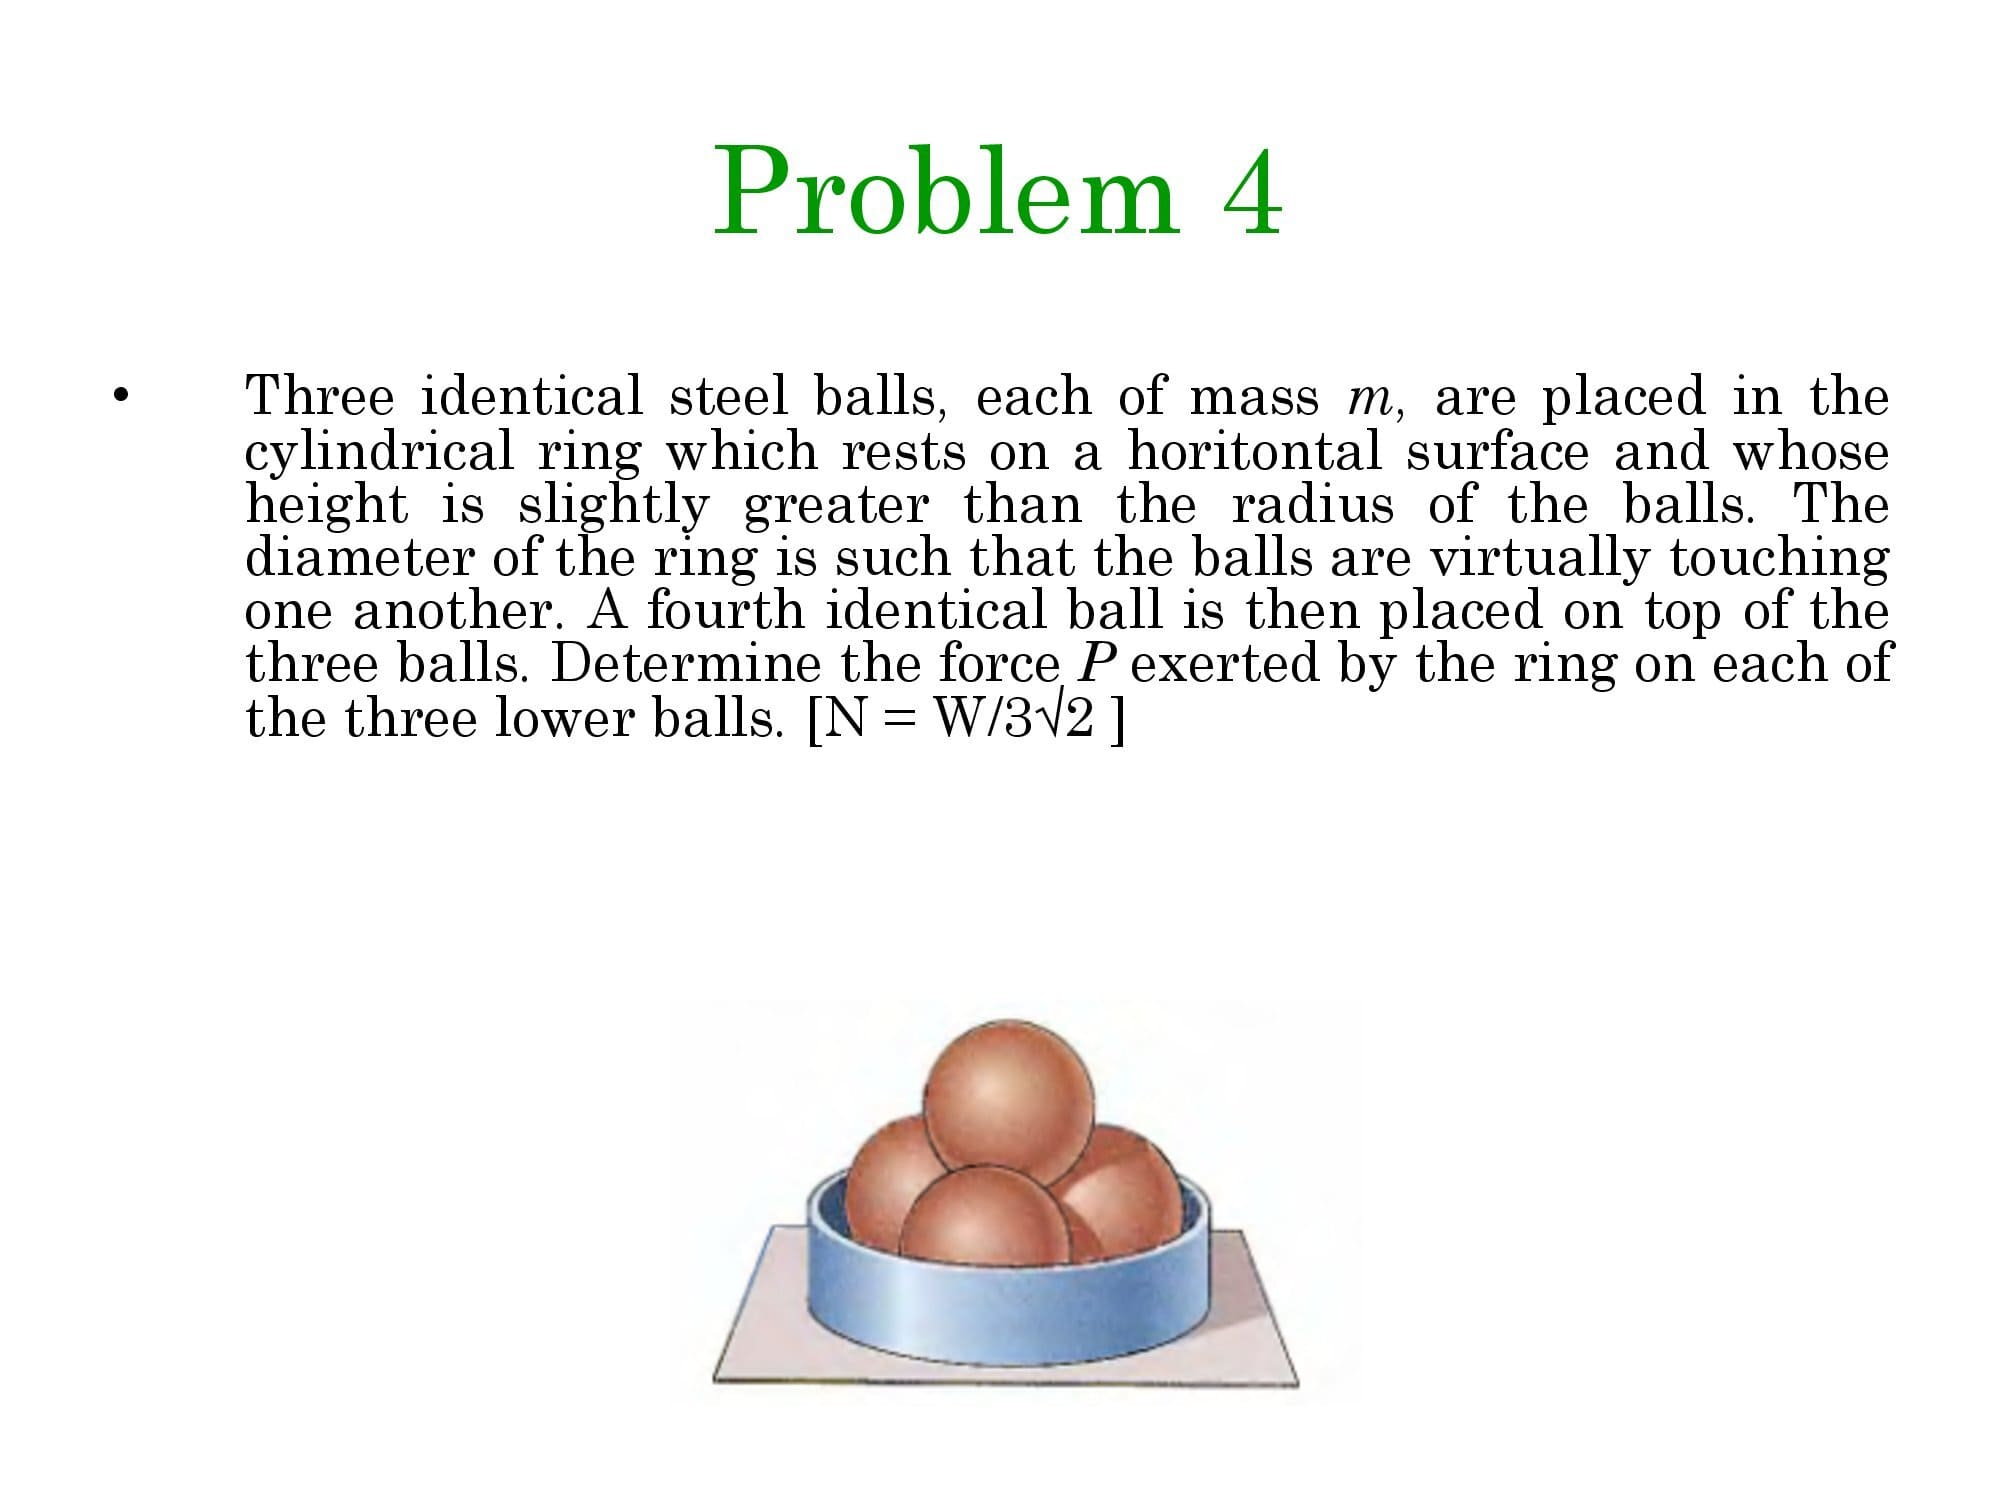 Problem 4
• Three identical steel balls, each of mass m, are placed in the
cylindrical ring which rests on a horitontal surface and whose
height is slightly greater than the radius of the balls. The
diameter of the ring is such that the balls are virtually touching
one another. A fourth identical ball is then placed on top of the
three balls. Determine the force P exerted by the ring on each of
the three lower balls. [N = W/3√2 ]